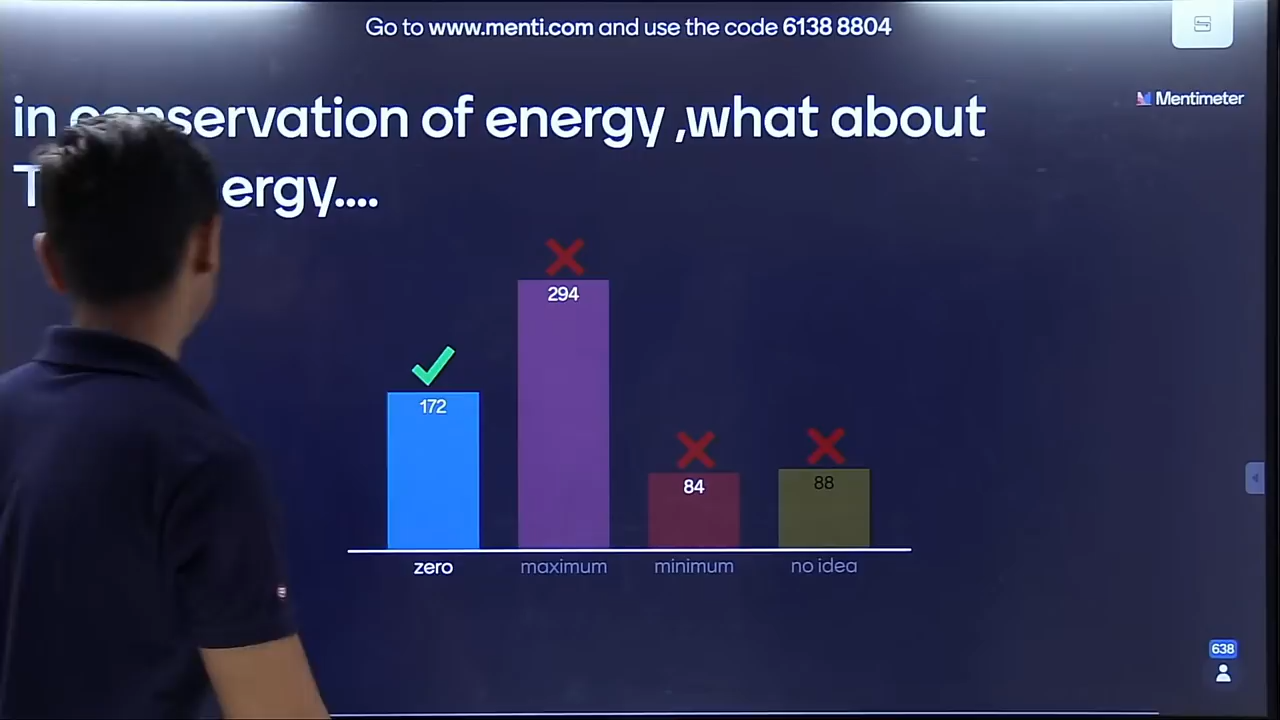 Go to www.menti.com and use the code 6138 8804
Mentimeter
in conservation of energy ,what about
ergy....
294
172
84
88
zero
maximum
minimum
no idea
638